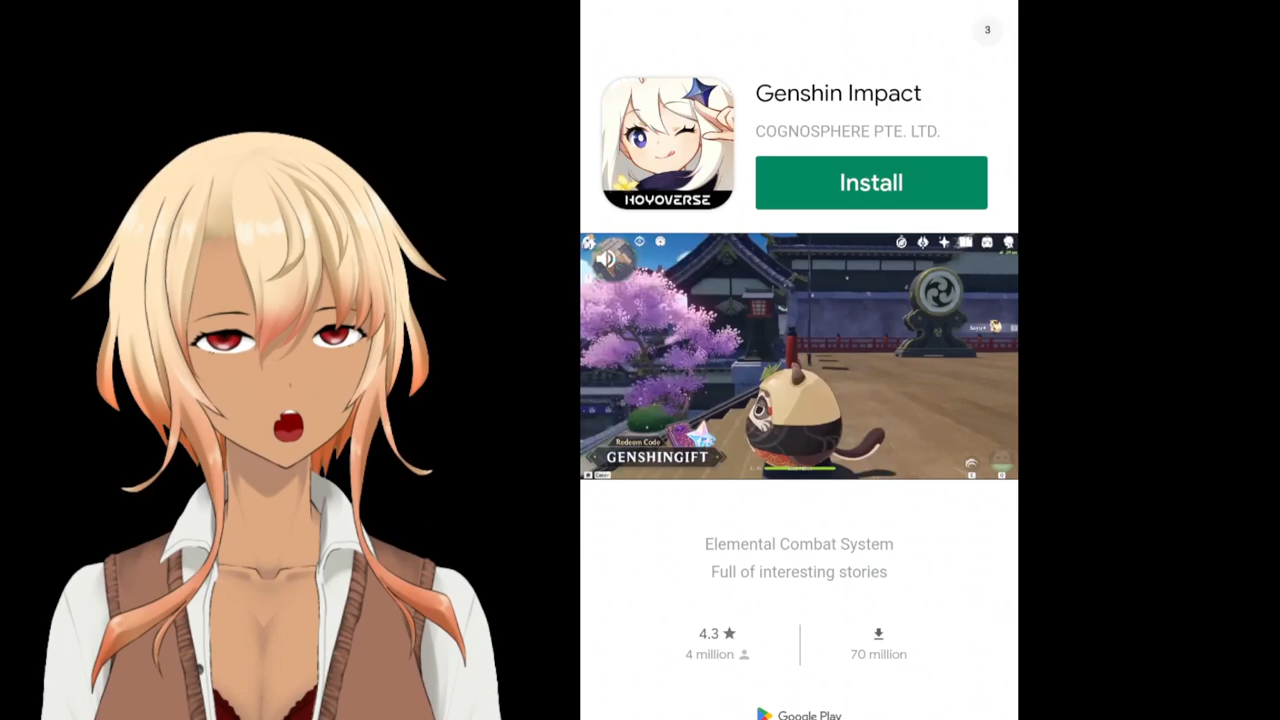 3
Genshin Impact
COGNOSPHERE PTE. LTD.
HOYOVERSE
Install
Redeem Code
GENSHINGIFT
Enter
Elemental Combat System
Full of interesting stories
4.3 ★
4 million
70 million
Google Play